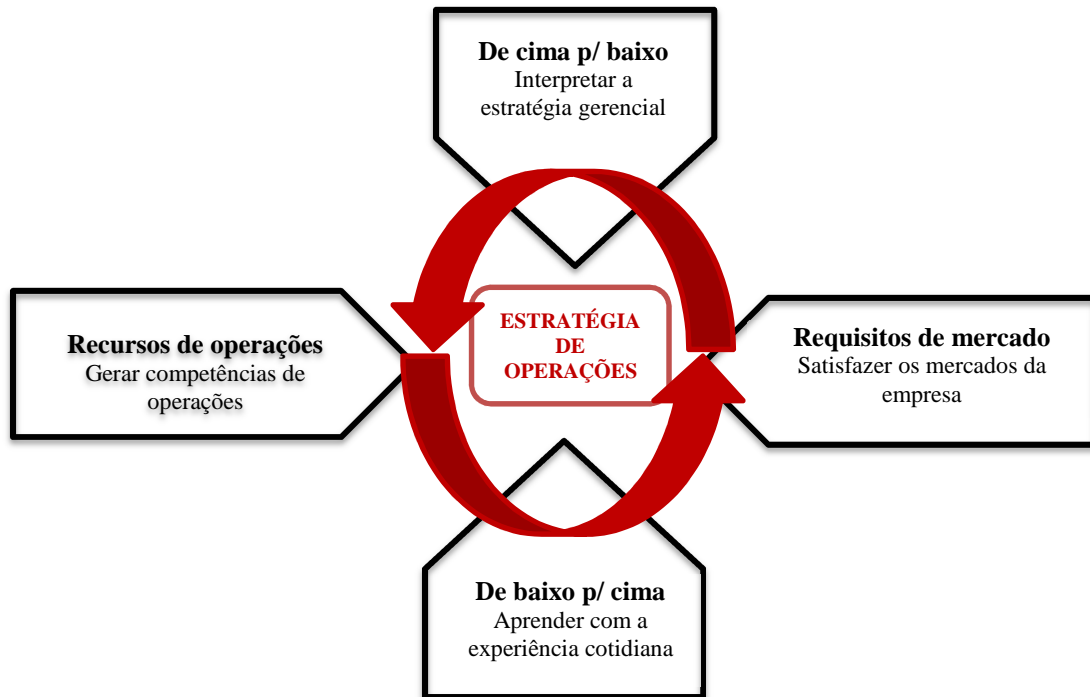 De cima p/ baixo
Interpretar a
estratégia gerencial
Recursos de operações
Gerar competências de
operações
ESTRATÉGIA
DE
OPERAÇÕES
Requisitos de mercado
Satisfazer os mercados da
empresa
De baixo p/ cima
Aprender com a
experiência cotidiana